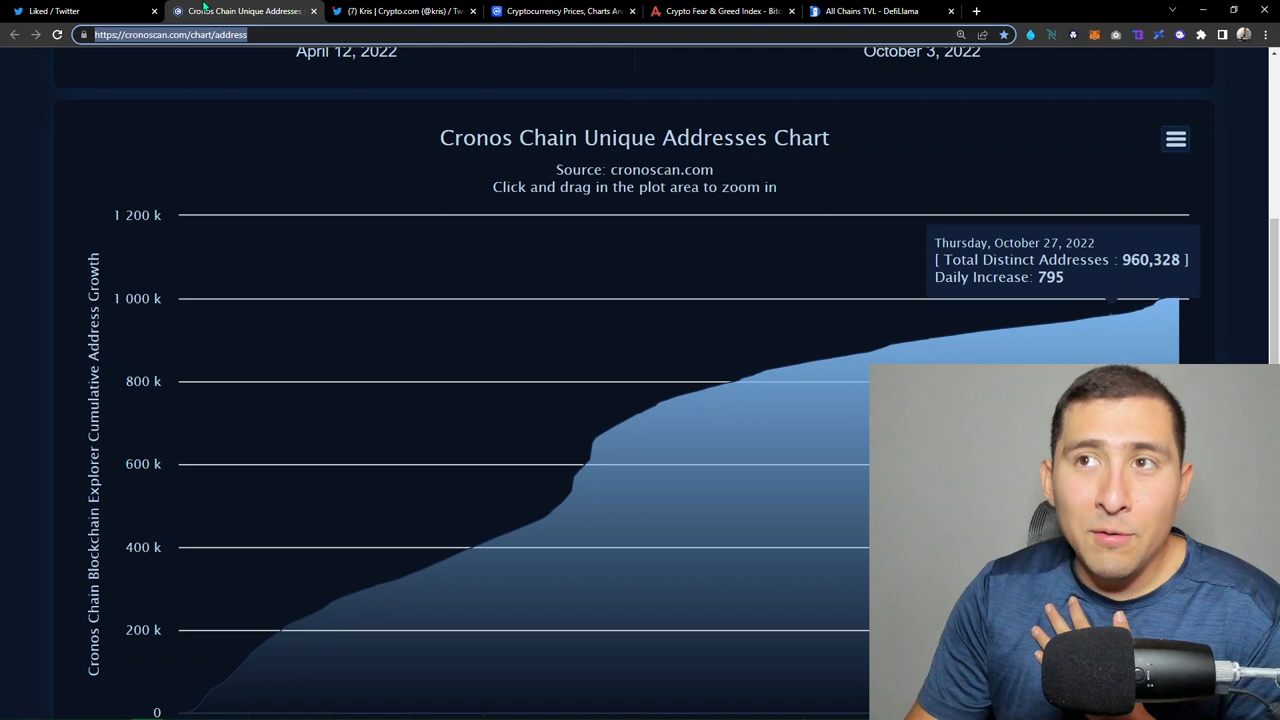 Liked / Twitter
Cronos Chain Unique Addresses
(7) Kris | Crypto.com (@kris) / Tw
Cryptocurrency Prices, Charts An
Crypto Fear & Greed Index - Bitc
All Chains TVL - DefiLlama
https://cronoscan.com/chart/address
April 12, 2022
October 3, 2022
Cronos Chain Unique Addresses Chart
Source: cronoscan.com
Click and drag in the plot area to zoom in
Cronos Chain Blockchain Explorer Cumulative Address Growth
1 200 k
1 000 k
800 k
600 k
400 k
200 k
0
Thursday, October 27, 2022
[ Total Distinct Addresses : 960,328 ]
Daily Increase: 795